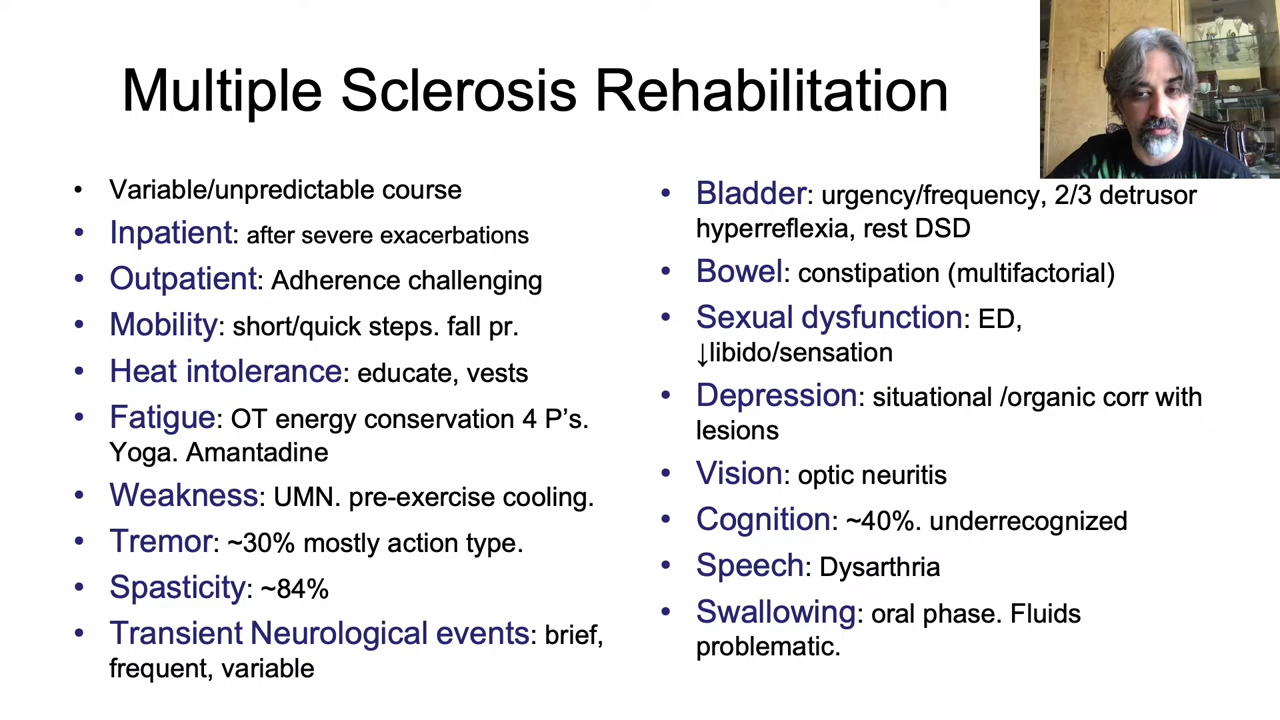 Multiple Sclerosis Rehabilitation
• Variable/unpredictable course
• Inpatient: after severe exacerbations
• Outpatient: Adherence challenging
• Mobility: short/quick steps. fall pr.
• Heat intolerance: educate, vests
• Fatigue: OT energy conservation 4 P’s.
Yoga. Amantadine
• Weakness: UMN. pre-exercise cooling.
• Tremor: ~30% mostly action type.
• Spasticity: ~84%
• Transient Neurological events: brief,
frequent, variable
• Bladder: urgency/frequency, 2/3 detrusor
hyperreflexia, rest DSD
• Bowel: constipation (multifactorial)
• Sexual dysfunction: ED,
↓libido/sensation
• Depression: situational /organic corr with
lesions
• Vision: optic neuritis
• Cognition: ~40%. underrecognized
• Speech: Dysarthria
• Swallowing: oral phase. Fluids
problematic.